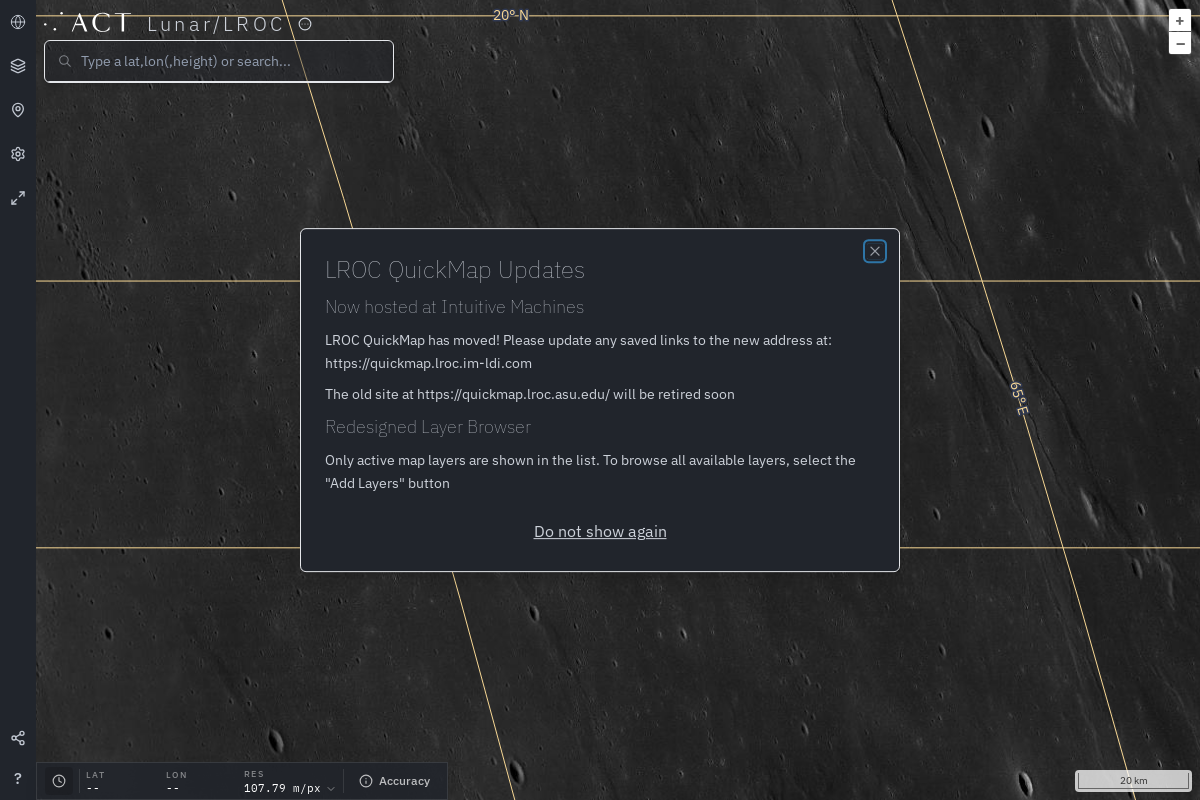 ACT Lunar/LROC
Type a lat,lon(,height) or search...
20° N
+
−
LROC QuickMap Updates
Now hosted at Intuitive Machines
LROC QuickMap has moved! Please update any saved links to the new address at:
https://quickmap.lroc.im-ldi.com
The old site at https://quickmap.lroc.asu.edu/ will be retired soon
Redesigned Layer Browser
Only active map layers are shown in the list. To browse all available layers, select the
"Add Layers" button
Do not show again
65° E
?
LAT
--
LON
--
RES
107.79 m/px
Accuracy
20 km